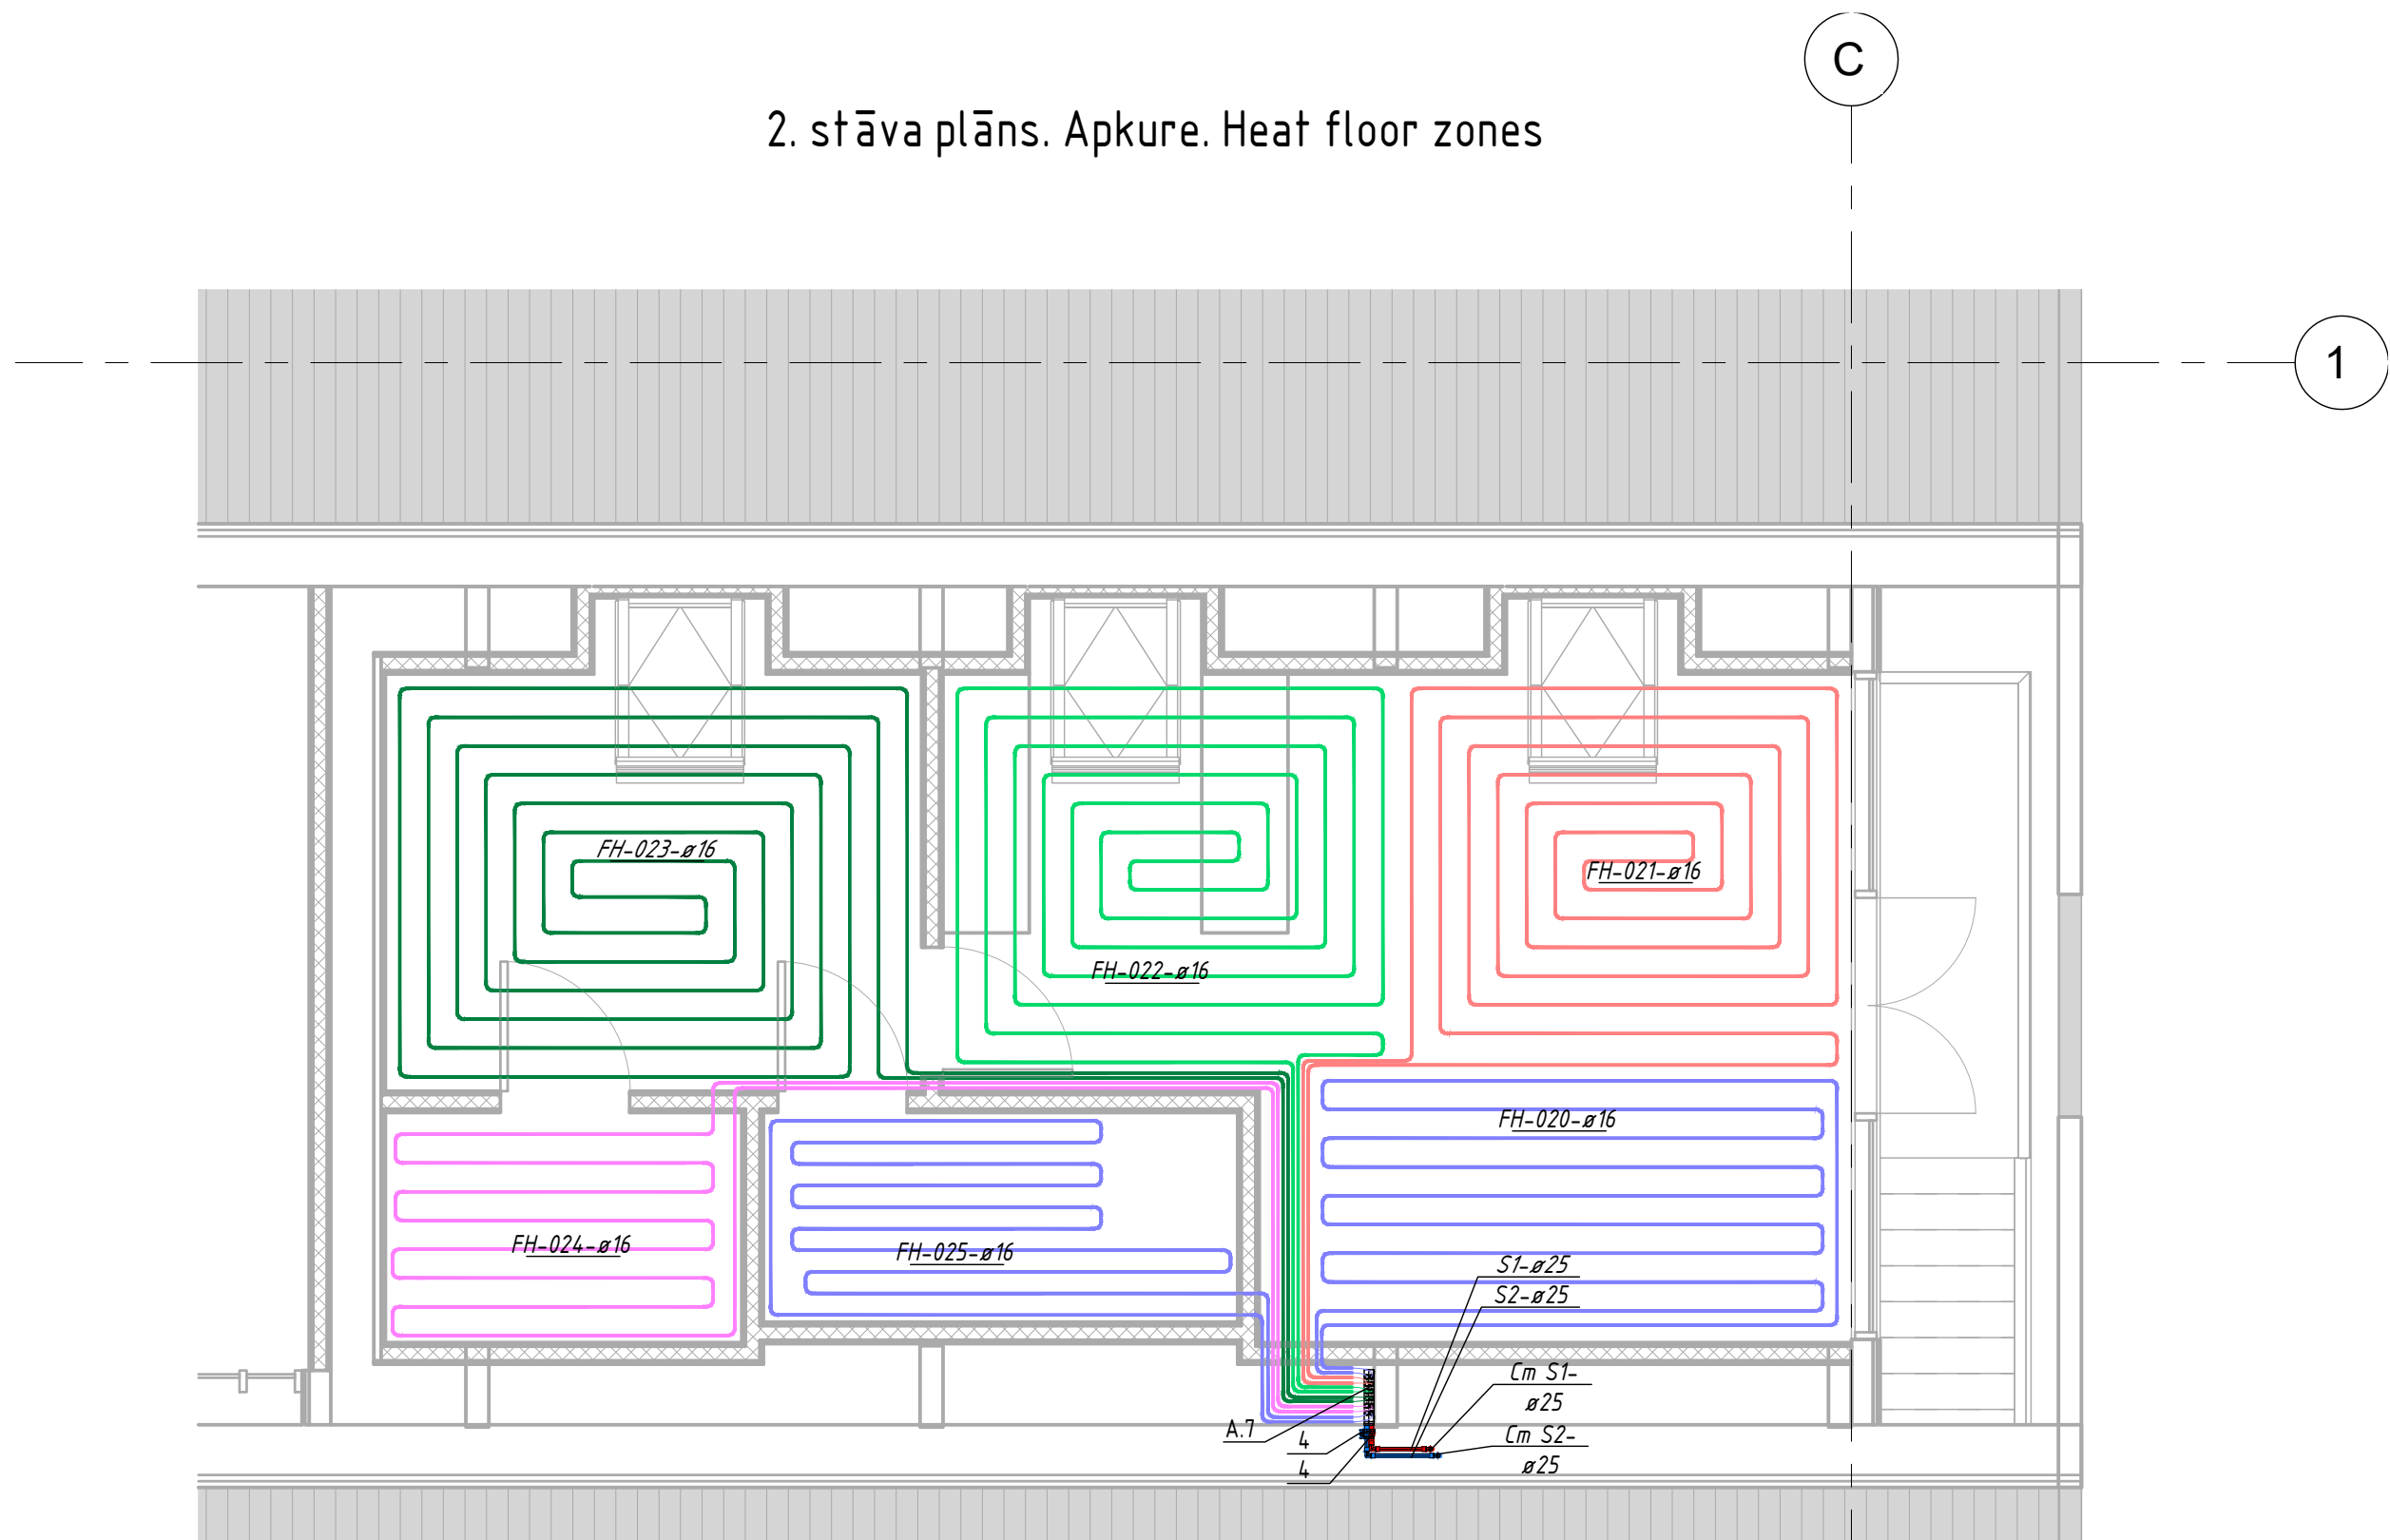 C
2. stāva plāns. Apkure. Heat floor zones
1
FH-023-ø16
FH-021-ø16
FH-022-ø16
FH-020-ø16
FH-024-ø16
FH-025-ø16
S1-ø25
S2-ø25
Cm S1-
ø25
A.7
4
Cm S2-
ø25
4